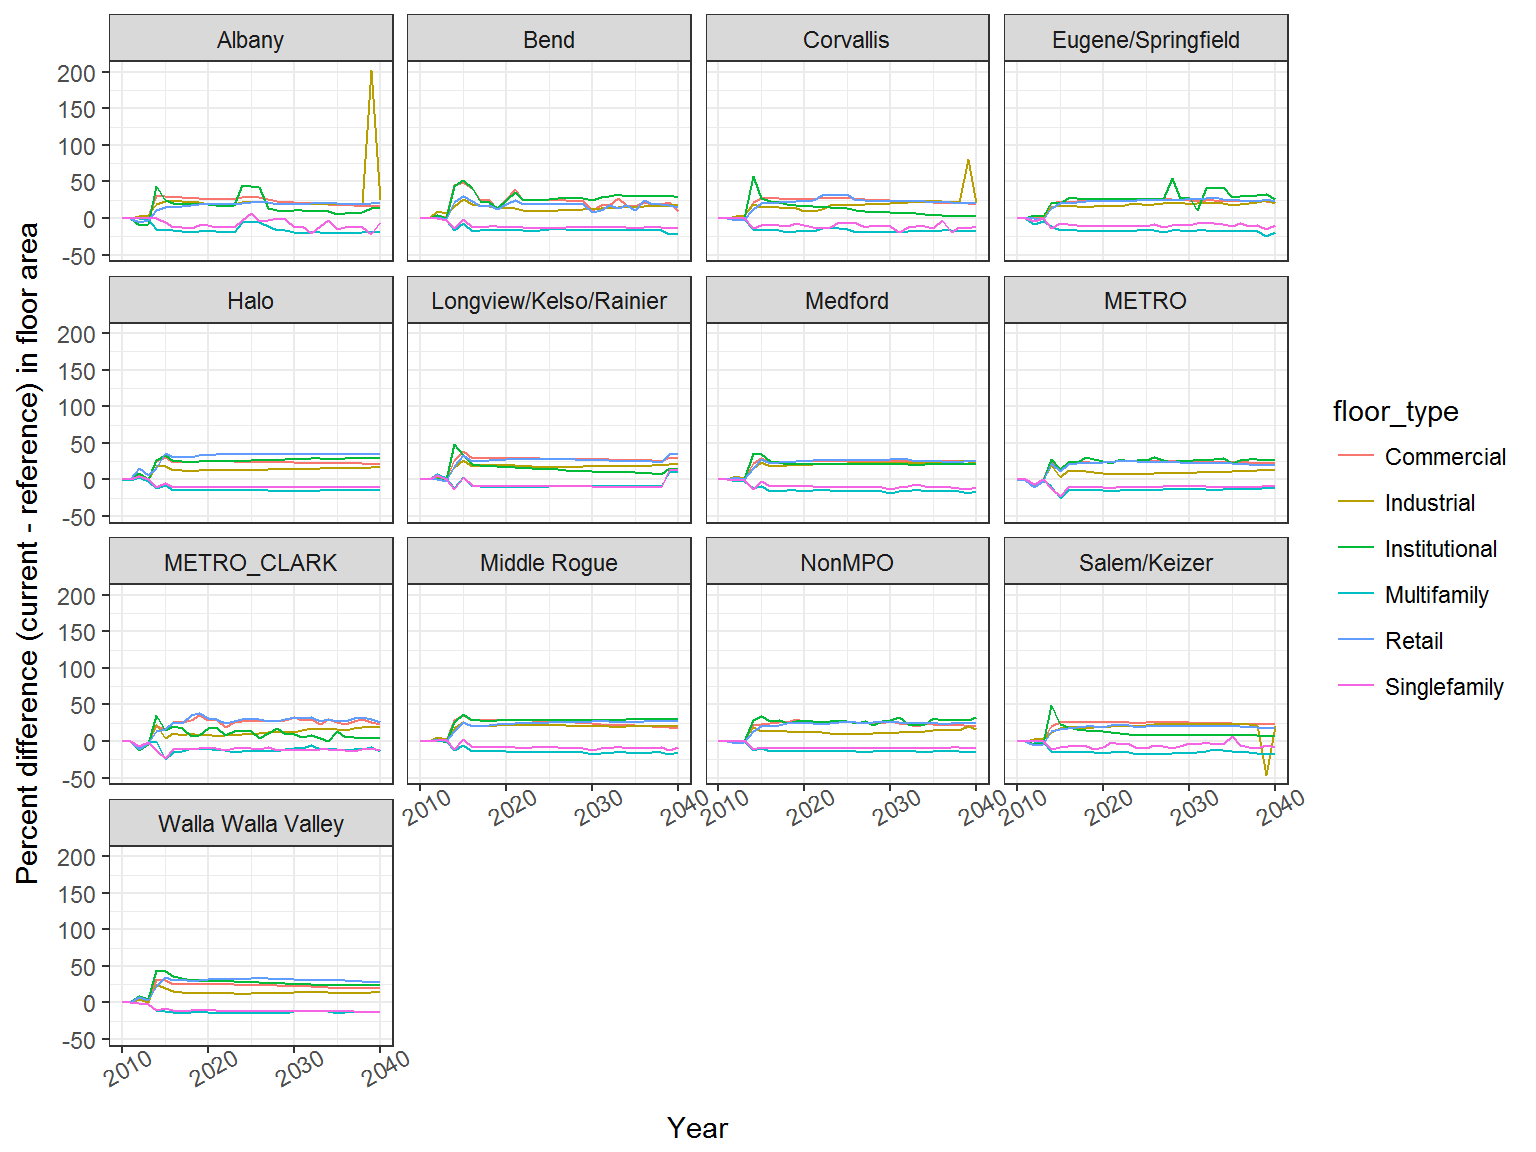 Albany Bend Corvallis Eugene/Springfield
200
150
100
50
0
-50
Halo Longview/Kelso/Rainier Medford METRO
200
150
100
50
0
-50
METRO_CLARK Middle Rogue NonMPO Salem/Keizer
200
150
100
50
0
-50
2010 2020 2030 2040 2010 2020 2030 2040 2010 2020 2030 2040
Walla Walla Valley
200
150
100
50
0
-50
2010 2020 2030 2040
Year
Percent difference (current - reference) in floor area
floor_type
Commercial
Industrial
Institutional
Multifamily
Retail
Singlefamily